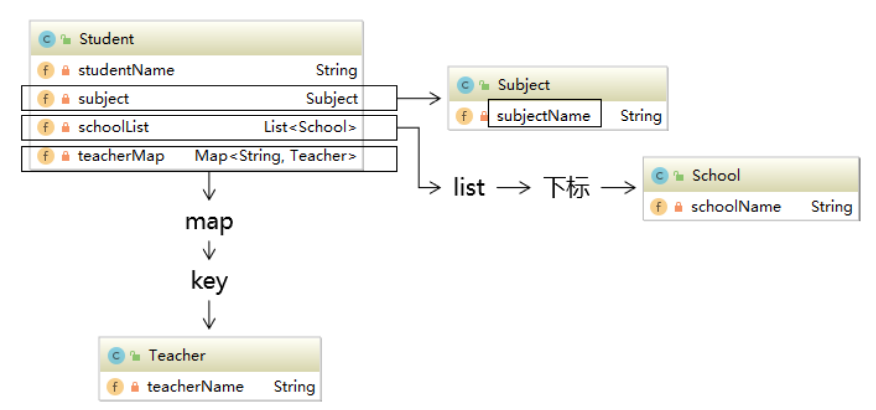 Student
studentName String
subject Subject
schoolList List<School>
teacherMap Map<String, Teacher>
Subject
subjectName String
list
下标
School
schoolName String
map
key
Teacher
teacherName String